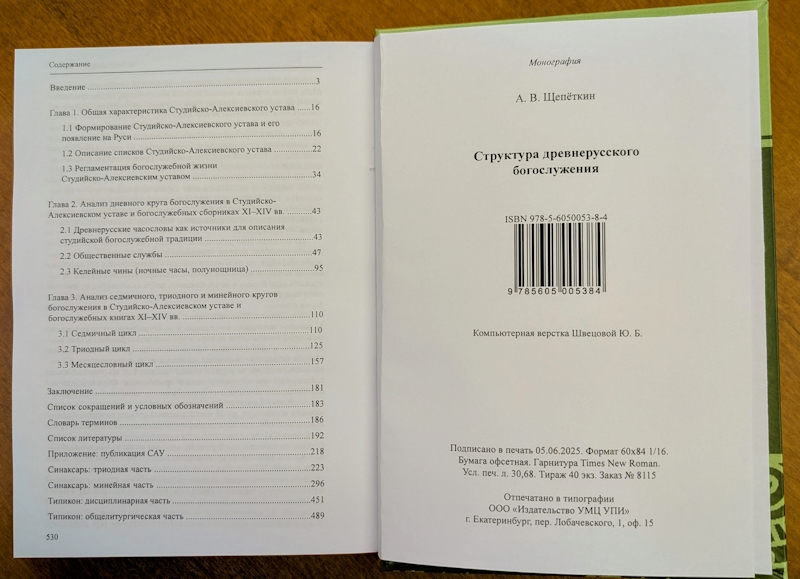 Содержание
Введение ..... 3
Глава 1. Общая характеристика Студийско-Алексиевского устава ..... 16
1.1 Формирование Студийско-Алексиевского устава и его
появление на Руси ..... 16
1.2 Описание списков Студийско-Алексиевского устава ..... 22
1.3 Регламентация богослужебной жизни
Студийско-Алексиевским уставом ..... 34
Глава 2. Анализ дневного круга богослужения в Студийско-
Алексиевском уставе и богослужебных сборниках XI–XIV вв. ..... 43
2.1 Древнерусские часословы как источники для описания
студийской богослужебной традиции ..... 43
2.2 Общественные службы ..... 47
2.3 Келейные чины (ночные часы, полунощница) ..... 95
Глава 3. Анализ седмичного, триодного и минейного кругов
богослужения в Студийско-Алексиевском уставе и
богослужебных книгах XI–XIV вв. ..... 110
3.1 Седмичный цикл ..... 110
3.2 Триодный цикл ..... 125
3.3 Месяцесловный цикл ..... 157
Заключение ..... 181
Список сокращений и условных обозначений ..... 183
Словарь терминов ..... 186
Список литературы ..... 192
Приложение: публикация САУ ..... 218
Синаксарь: триодная часть ..... 223
Синаксарь: минейная часть ..... 296
Типикон: дисциплинарная часть ..... 451
Типикон: общелитургическая часть ..... 489
530
Монография
А. В. Щепёткин
Структура древнерусского
богослужения
ISBN 978-5-6050053-8-4
9 785605 005384
Компьютерная верстка Швецовой Ю. Б.
Подписано в печать 05.06.2025. Формат 60х84 1/16.
Бумага офсетная. Гарнитура Times New Roman.
Усл. печ. л. 30,68. Тираж 40 экз. Заказ № 8115
Отпечатано в типографии
ООО «Издательство УМЦ УПИ»
г. Екатеринбург, пер. Лобачевского, 1, оф. 15